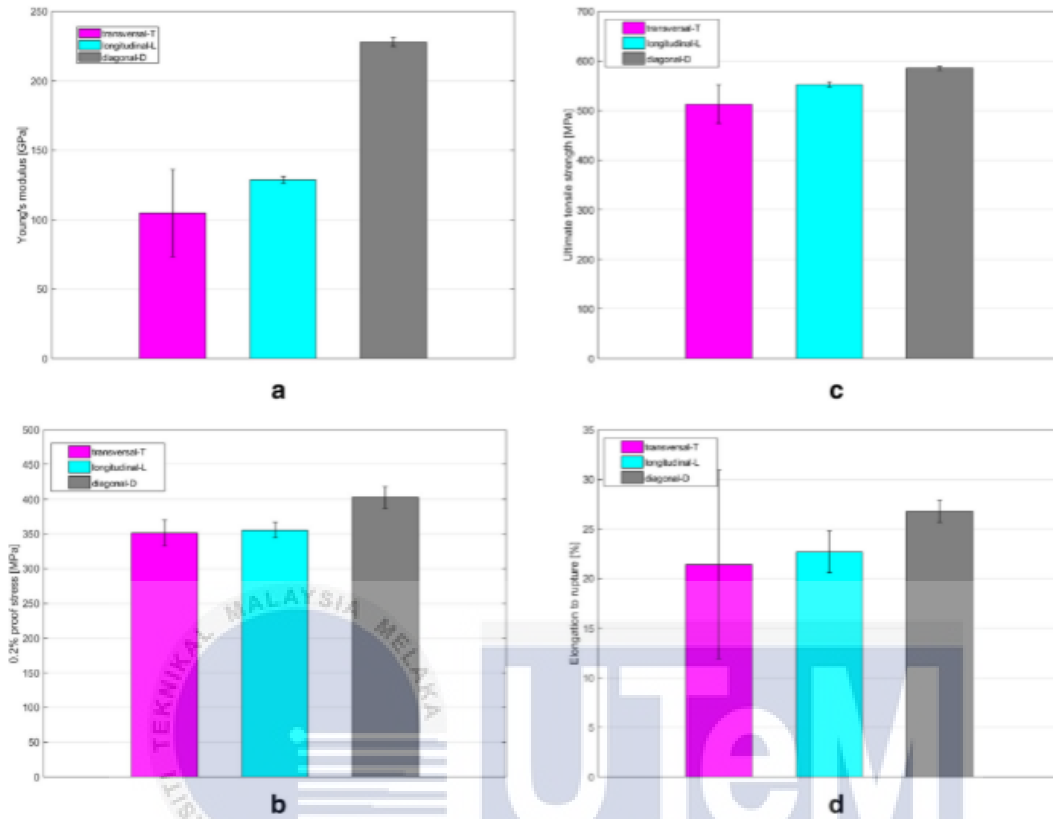 250
200
150
100
50
0
Young's modulus [GPa]
transversal-T
longitudinal-L
diagonal-D
a
700
600
500
400
300
200
100
0
Ultimate tensile strength [MPa]
transversal-T
longitudinal-L
diagonal-D
c
500
450
400
350
300
250
200
150
100
50
0
0.2% proof stress [MPa]
transversal-T
longitudinal-L
diagonal-D
b
35
30
25
20
15
10
5
0
Elongation to rupture [%]
transversal-T
longitudinal-L
diagonal-D
d
SITI TEKNIKAL MALAYSIA MELAKA
UTeM